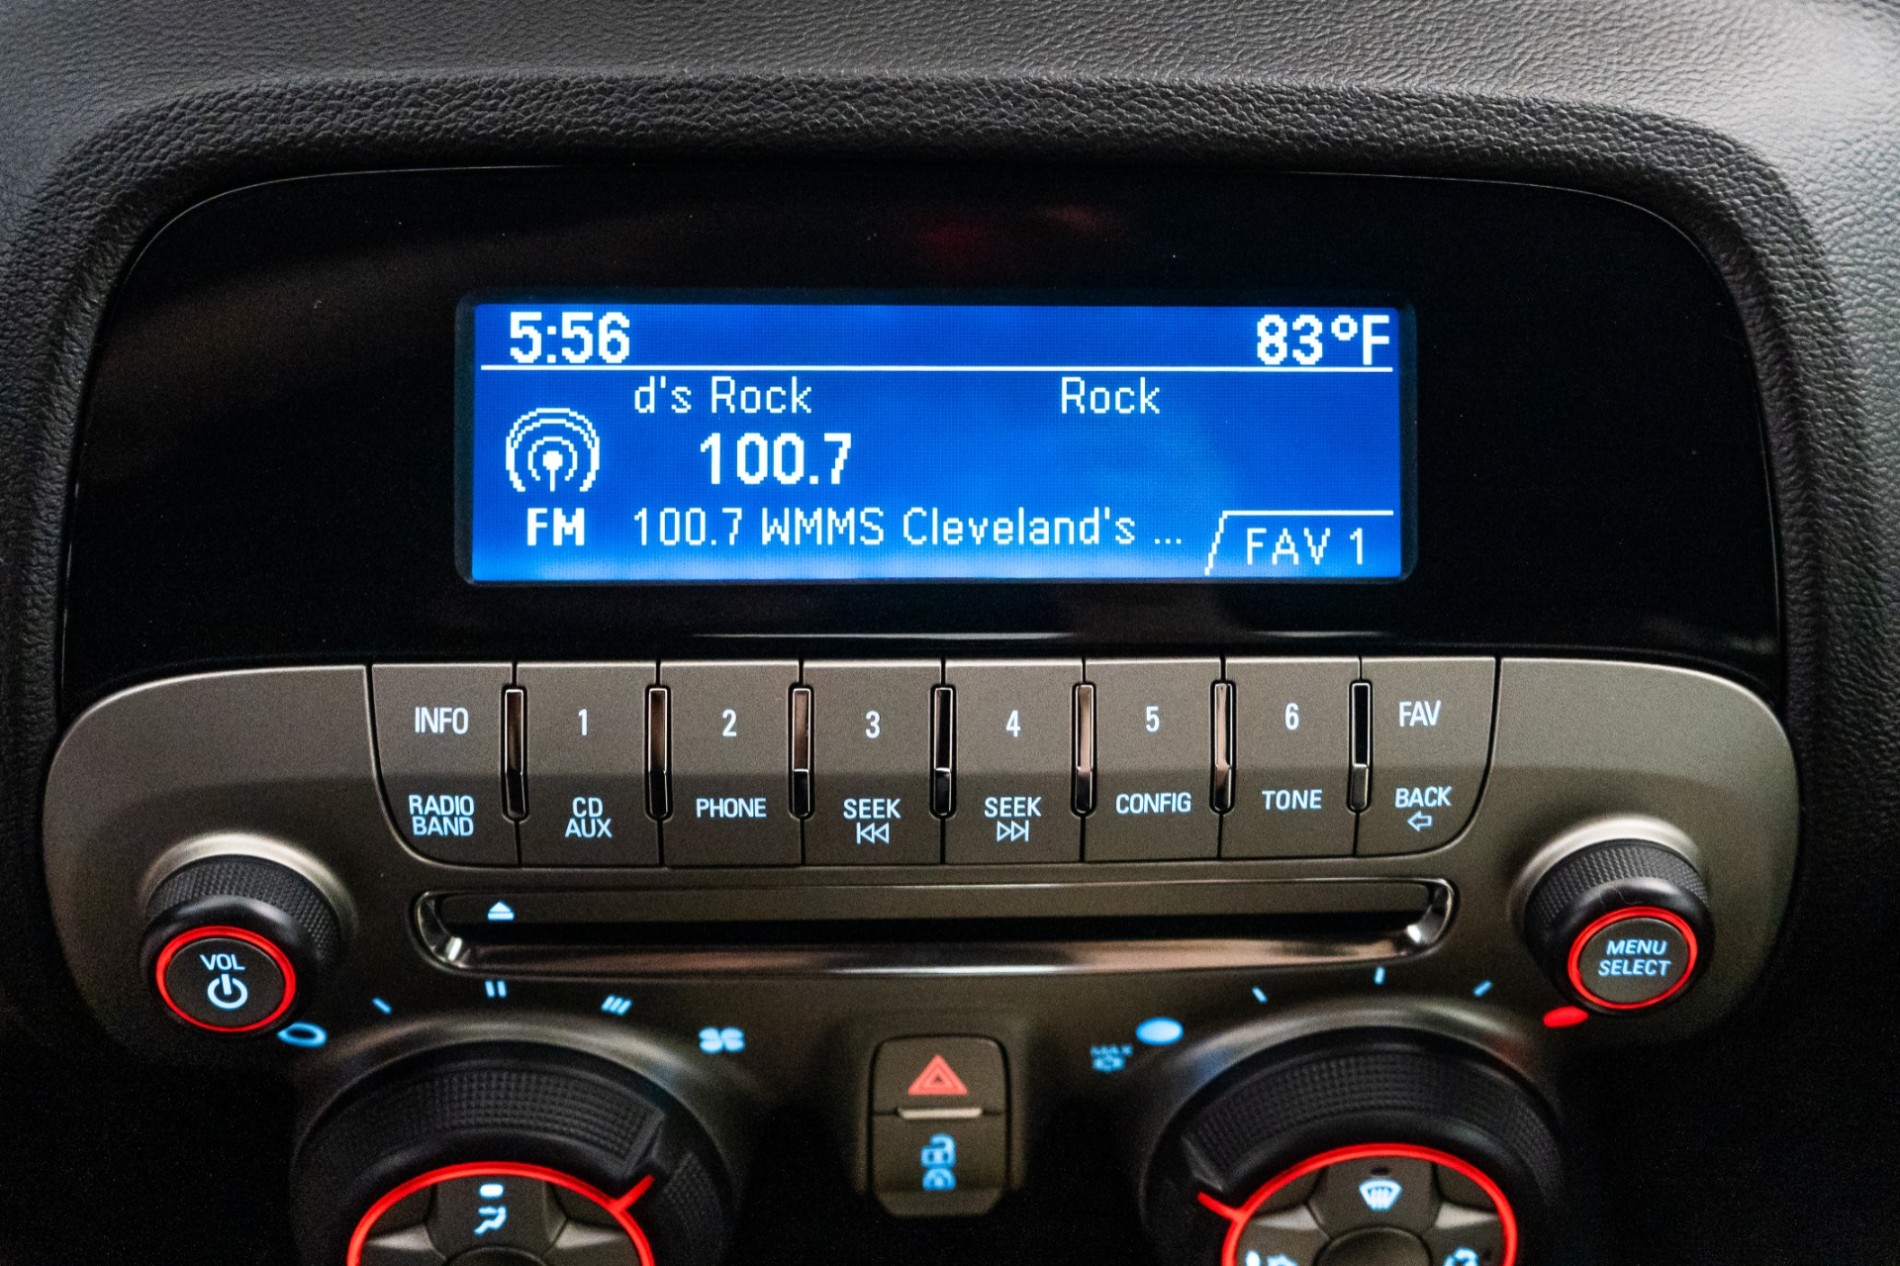 5:56 83°F
d's Rock Rock
100.7
FM 100.7 WMMS Cleveland's ... FAV 1
INFO 1 2 3 4 5 6 FAV
RADIO BAND CD AUX PHONE SEEK SEEK CONFIG TONE BACK
VOL
MENU SELECT
MAX